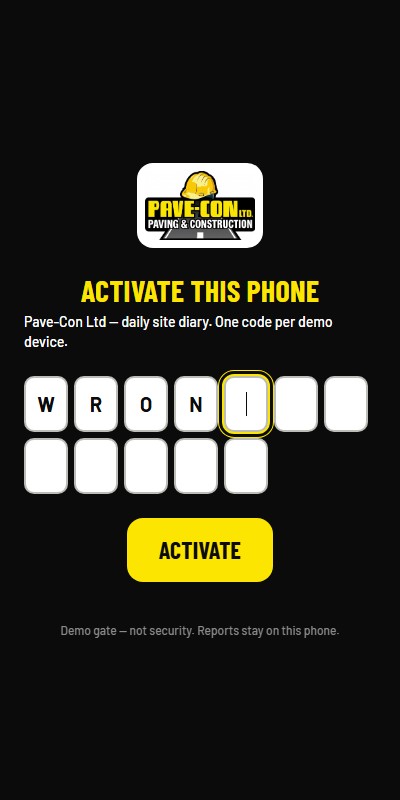 PAVE-CON LTD.
PAVING & CONSTRUCTION
ACTIVATE THIS PHONE
Pave-Con Ltd — daily site diary. One code per demo
device.
W R O N
ACTIVATE
Demo gate — not security. Reports stay on this phone.